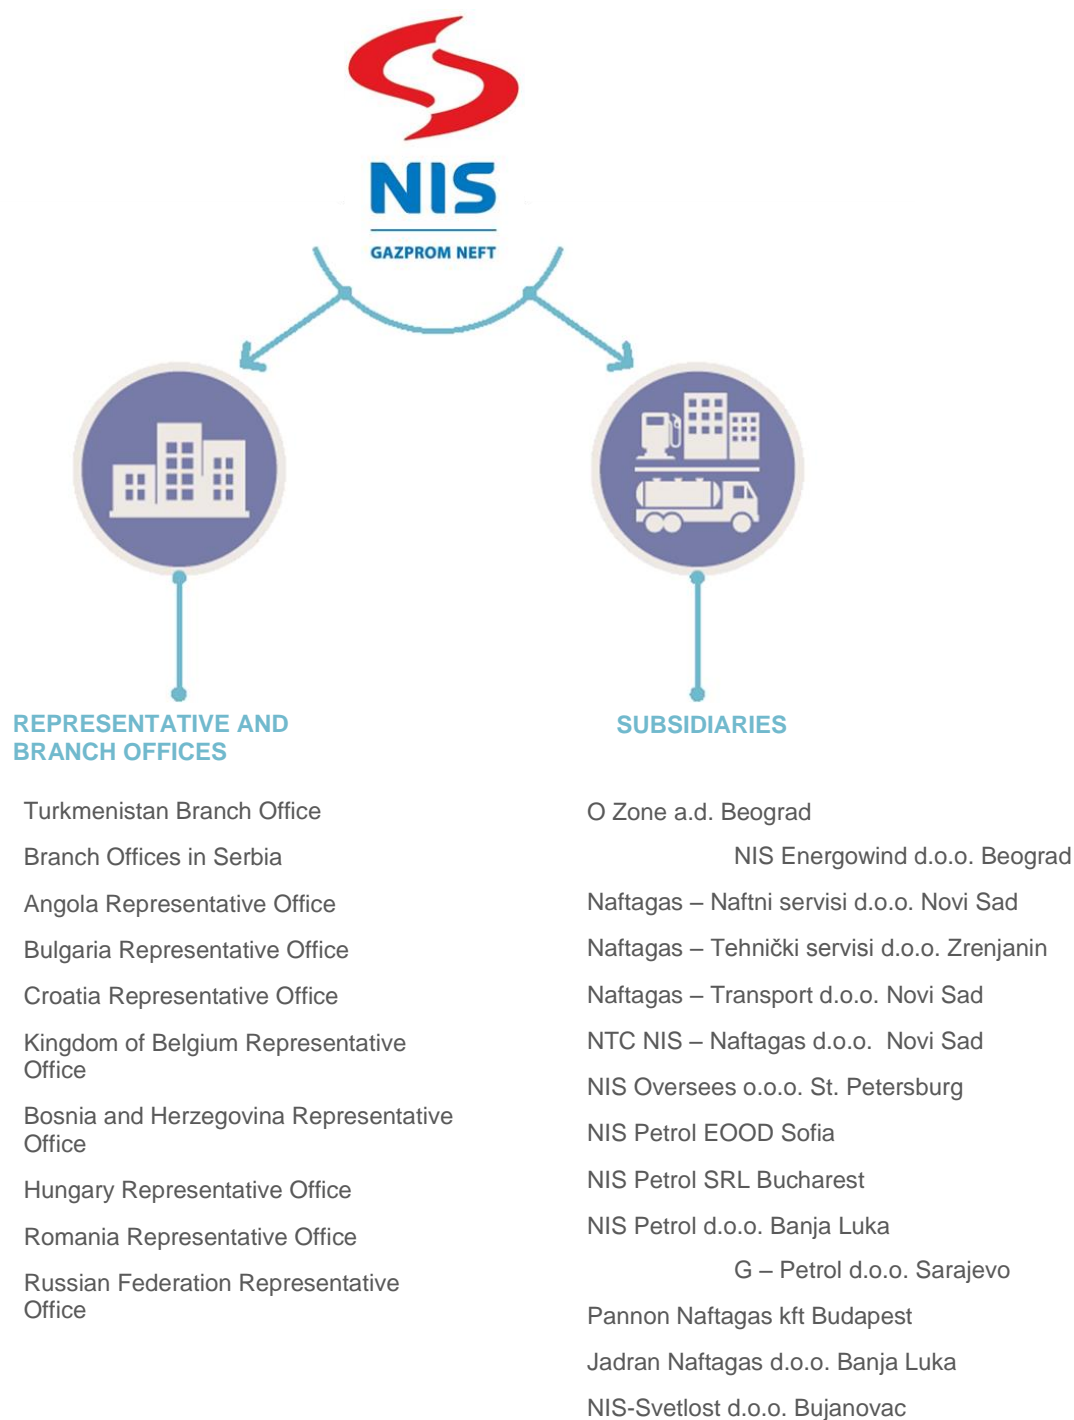 NIS
GAZPROM NEFT
REPRESENTATIVE AND
BRANCH OFFICES
Turkmenistan Branch Office
Branch Offices in Serbia
Angola Representative Office
Bulgaria Representative Office
Croatia Representative Office
Kingdom of Belgium Representative
Office
Bosnia and Herzegovina Representative
Office
Hungary Representative Office
Romania Representative Office
Russian Federation Representative
Office
SUBSIDIARIES
O Zone a.d. Beograd
NIS Energowind d.o.o. Beograd
Naftagas – Naftni servisi d.o.o. Novi Sad
Naftagas – Tehnički servisi d.o.o. Zrenjanin
Naftagas – Transport d.o.o. Novi Sad
NTC NIS – Naftagas d.o.o. Novi Sad
NIS Oversees o.o.o. St. Petersburg
NIS Petrol EOOD Sofia
NIS Petrol SRL Bucharest
NIS Petrol d.o.o. Banja Luka
G – Petrol d.o.o. Sarajevo
Pannon Naftagas kft Budapest
Jadran Naftagas d.o.o. Banja Luka
NIS-Svetlost d.o.o. Bujanovac